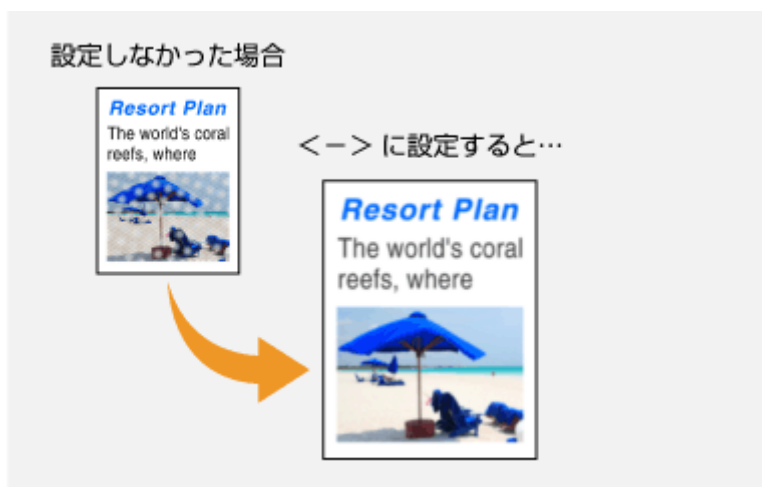 設定しなかった場合
Resort Plan
The world's coral
reefs, where
<ー> に設定すると…
Resort Plan
The world's coral
reefs, where